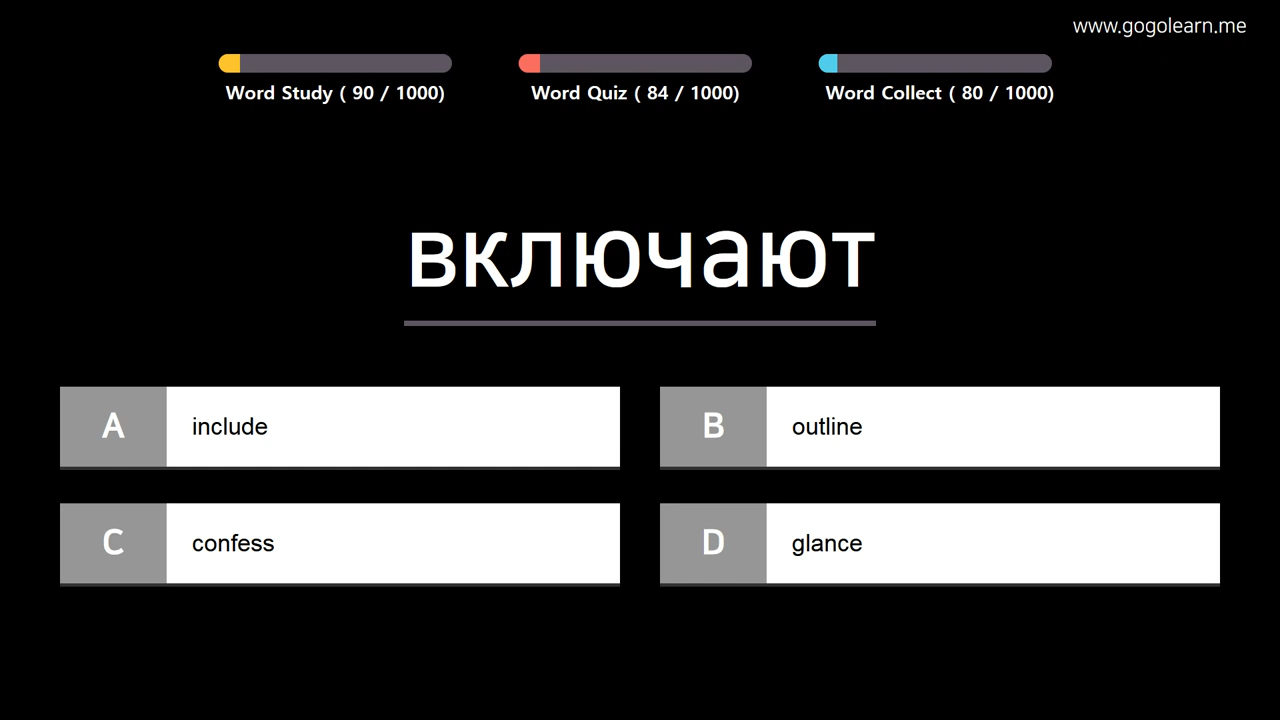 www.gogolearn.me
Word Study ( 90 / 1000)
Word Quiz ( 84 / 1000)
Word Collect ( 80 / 1000)
включают
A include
B outline
C confess
D glance